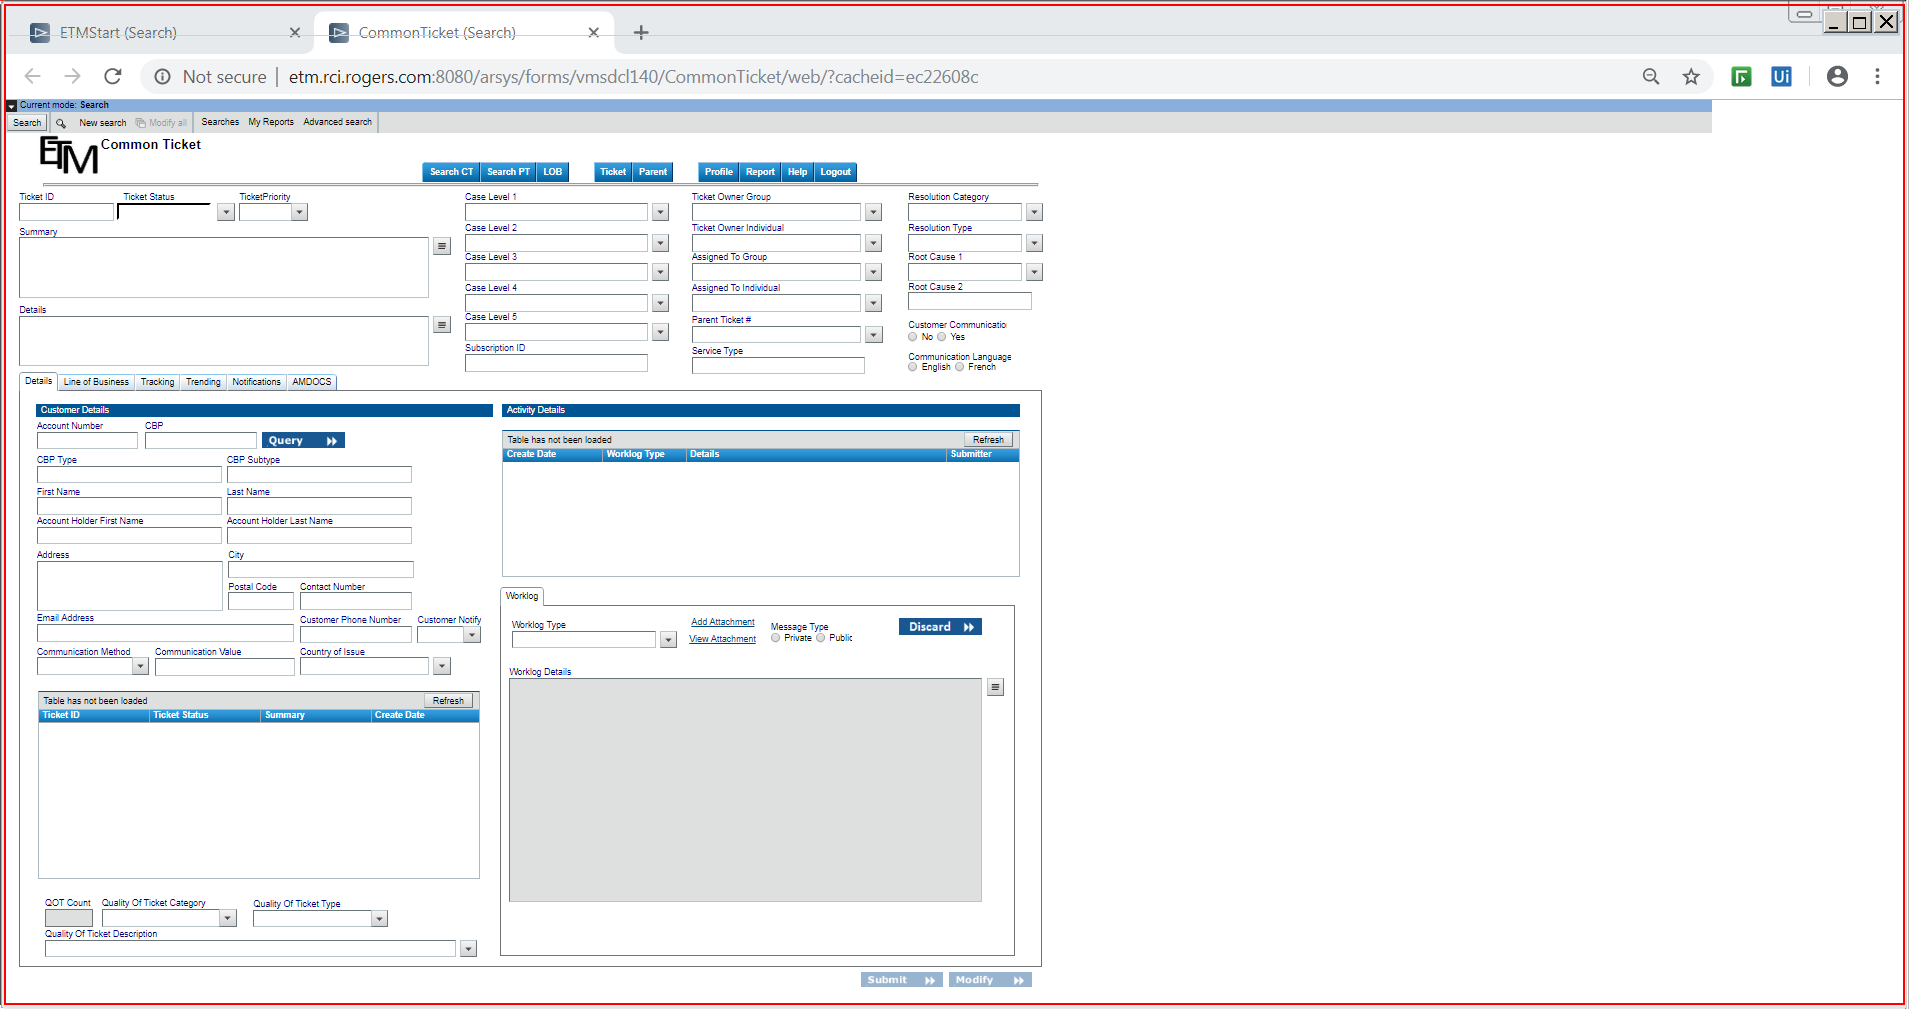 ETMStart (Search)
CommonTicket (Search)
Not secure | etm.rci.rogers.com:8080/arsys/forms/vmsdcl140/CommonTicket/web/?cacheid=ec22608c
Ui
Current mode: Search
Search New search Modify all Searches My Reports Advanced search
ETM Common Ticket
Search CT Search PT LOB Ticket Parent Profile Report Help Logout
Ticket ID Ticket Status TicketPriority Case Level 1 Ticket Owner Group Resolution Category
Case Level 2 Ticket Owner Individual Resolution Type
Summary
Case Level 3 Assigned To Group Root Cause 1
Case Level 4 Assigned To Individual Root Cause 2
Details
Case Level 5 Parent Ticket # Customer Communicatio
No Yes
Subscription ID Service Type Communication Language
English French
Details Line of Business Tracking Trending Notifications AMDOCS
Customer Details Activity Details
Account Number CBP
Query
Table has not been loaded Refresh
Create Date Worklog Type Details Submitter
CBP Type CBP Subtype
First Name Last Name
Account Holder First Name Account Holder Last Name
Address City
Postal Code Contact Number
Worklog
Email Address Customer Phone Number Customer Notify
Worklog Type Add Attachment Message Type Discard
View Attachment Private Public
Communication Method Communication Value Country of Issue
Worklog Details
Table has not been loaded Refresh
Ticket ID Ticket Status Summary Create Date
QOT Count Quality Of Ticket Category Quality Of Ticket Type
Quality Of Ticket Description
Submit Modify